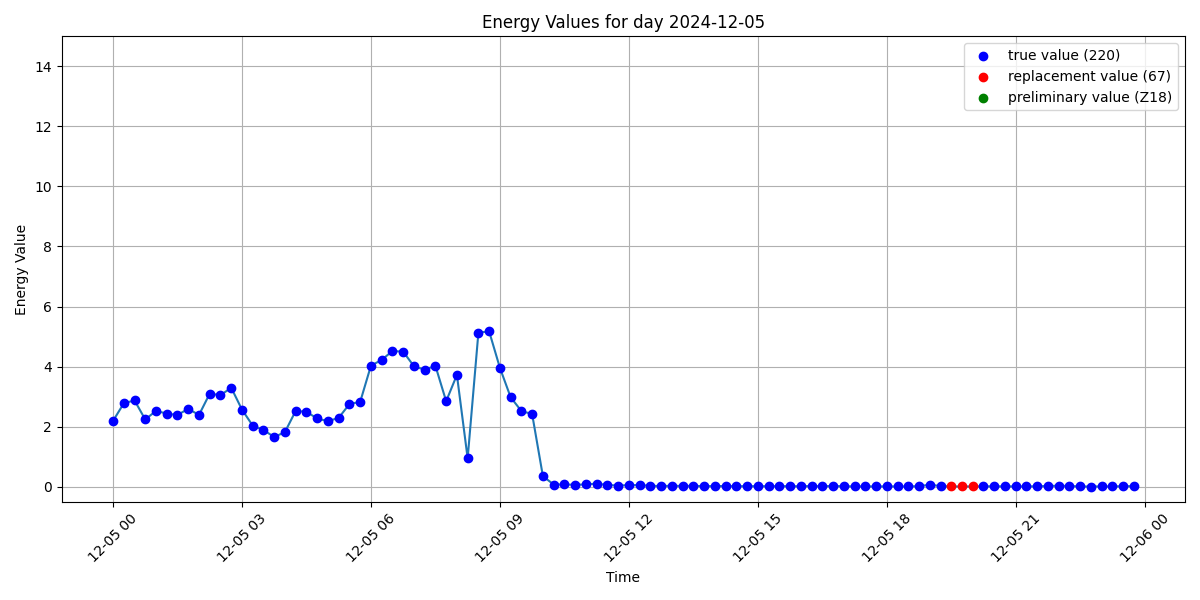 Energy Values for day 2024-12-05
true value (220)
replacement value (67)
preliminary value (Z18)
Energy Value
14
12
10
8
6
4
2
0
12-05 00
12-05 03
12-05 06
12-05 09
12-05 12
12-05 15
12-05 18
12-05 21
12-06 00
Time